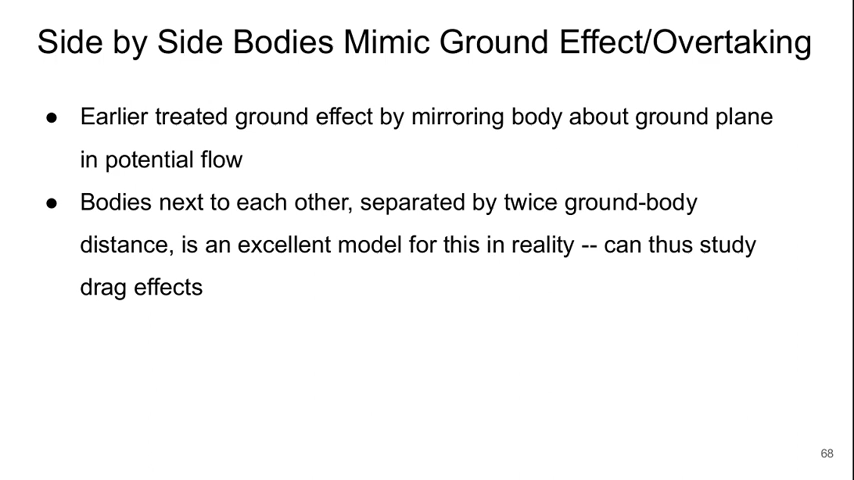 Side by Side Bodies Mimic Ground Effect/Overtaking
● Earlier treated ground effect by mirroring body about ground plane
in potential flow
● Bodies next to each other, separated by twice ground-body
distance, is an excellent model for this in reality -- can thus study
drag effects
68